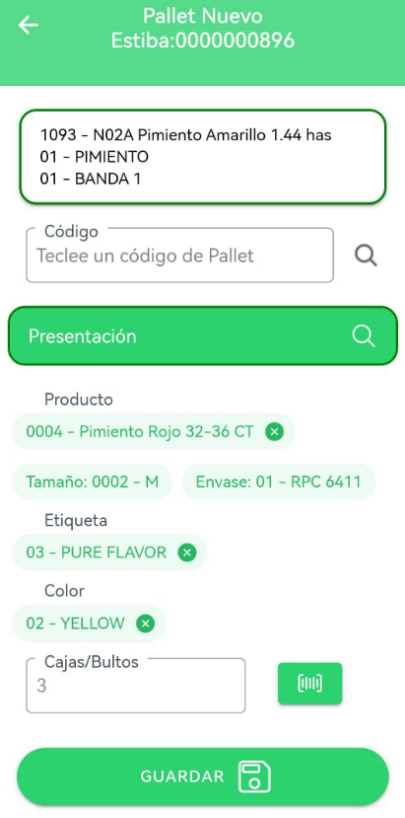 Pallet Nuevo
Estiba:0000000896
1093 - N02A Pimiento Amarillo 1.44 has
01 - PIMIENTO
01 - BANDA 1
Código
Teclee un código de Pallet
Presentación
Producto
0004 - Pimiento Rojo 32-36 CT
Tamaño: 0002 - M Envase: 01 - RPC 6411
Etiqueta
03 - PURE FLAVOR
Color
02 - YELLOW
Cajas/Bultos
3
GUARDAR